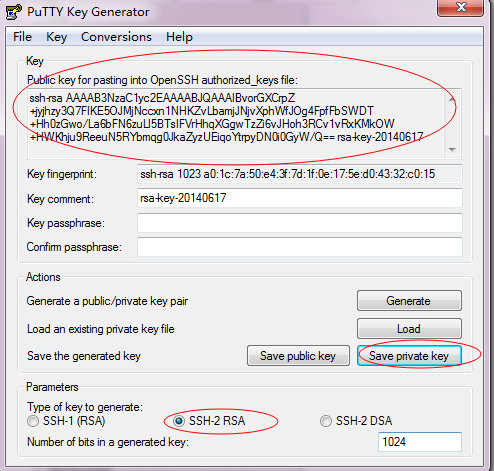 PuTTY Key Generator
File Key Conversions Help
Key
Public key for pasting into OpenSSH authorized_keys file:
ssh-rsa AAAAB3NzaC1yc2EAAAABJQAAAIBvorGXCrpZ
+jyjhzy3Q7FIKE5OJMjNccxn1NHKZvLbamjJNjvXphWfJOg4FpfFbSWDT
+Hh0zGwo/La6bFN6zuLl5BTsIFVrHhqXGgwTzZi6vJHoh3RCv1vRxKMkOW
+HWKhju9ReeuN5RYbmqg0JkaZyzUEiqoYtrpyDN0i0GyW/Q== rsa-key-20140617
Key fingerprint: ssh-rsa 1023 a0:1c:7a:50:e4:3f:7d:1f:0e:17:5e:d0:43:32:c0:15
Key comment: rsa-key-20140617
Key passphrase:
Confirm passphrase:
Actions
Generate a public/private key pair Generate
Load an existing private key file Load
Save the generated key Save public key Save private key
Parameters
Type of key to generate:
SSH-1 (RSA) SSH-2 RSA SSH-2 DSA
Number of bits in a generated key: 1024